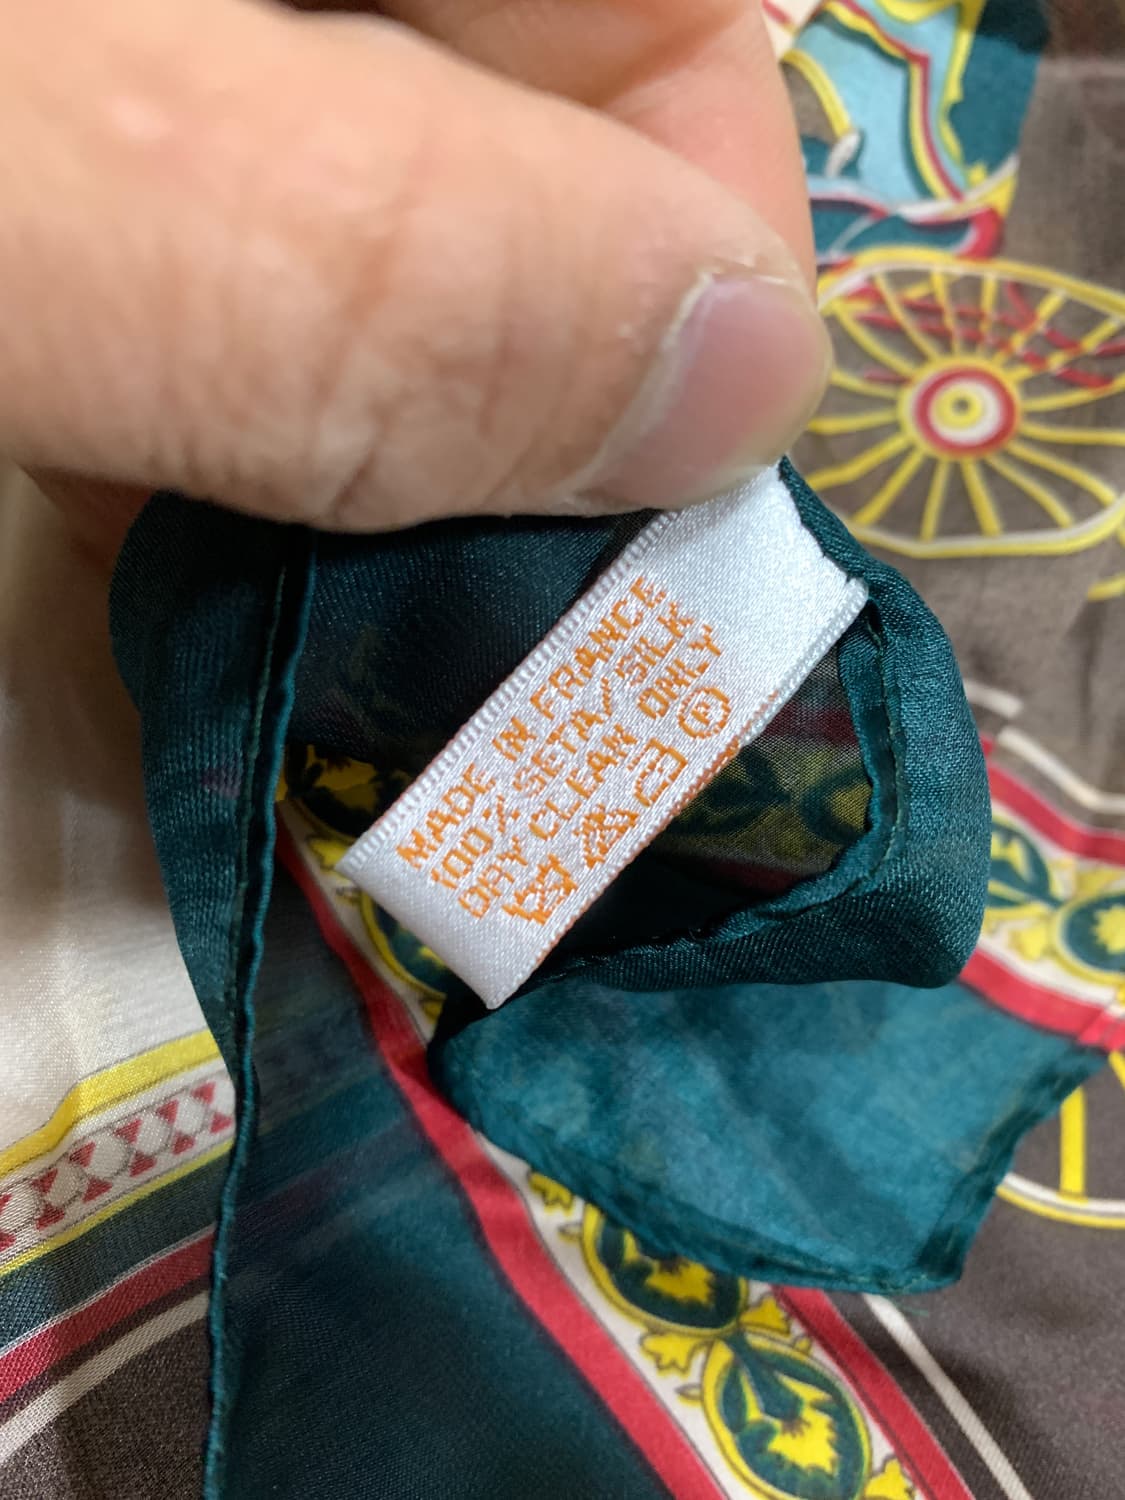 MADE IN FRANCE
100% SETA/SILK
DRY CLEAN ONLY
P